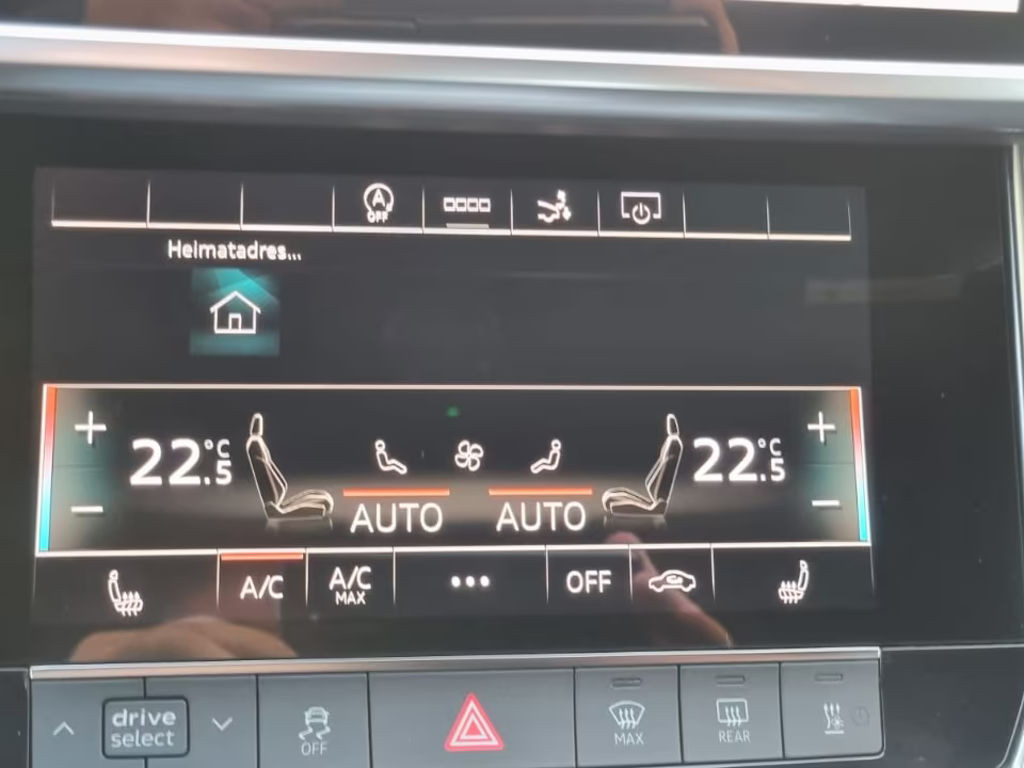 A
OFF
Heimatadres...
22.5 °C
22.5 °C
AUTO
AUTO
A/C
A/C
MAX
OFF
drive
select
OFF
MAX
REAR